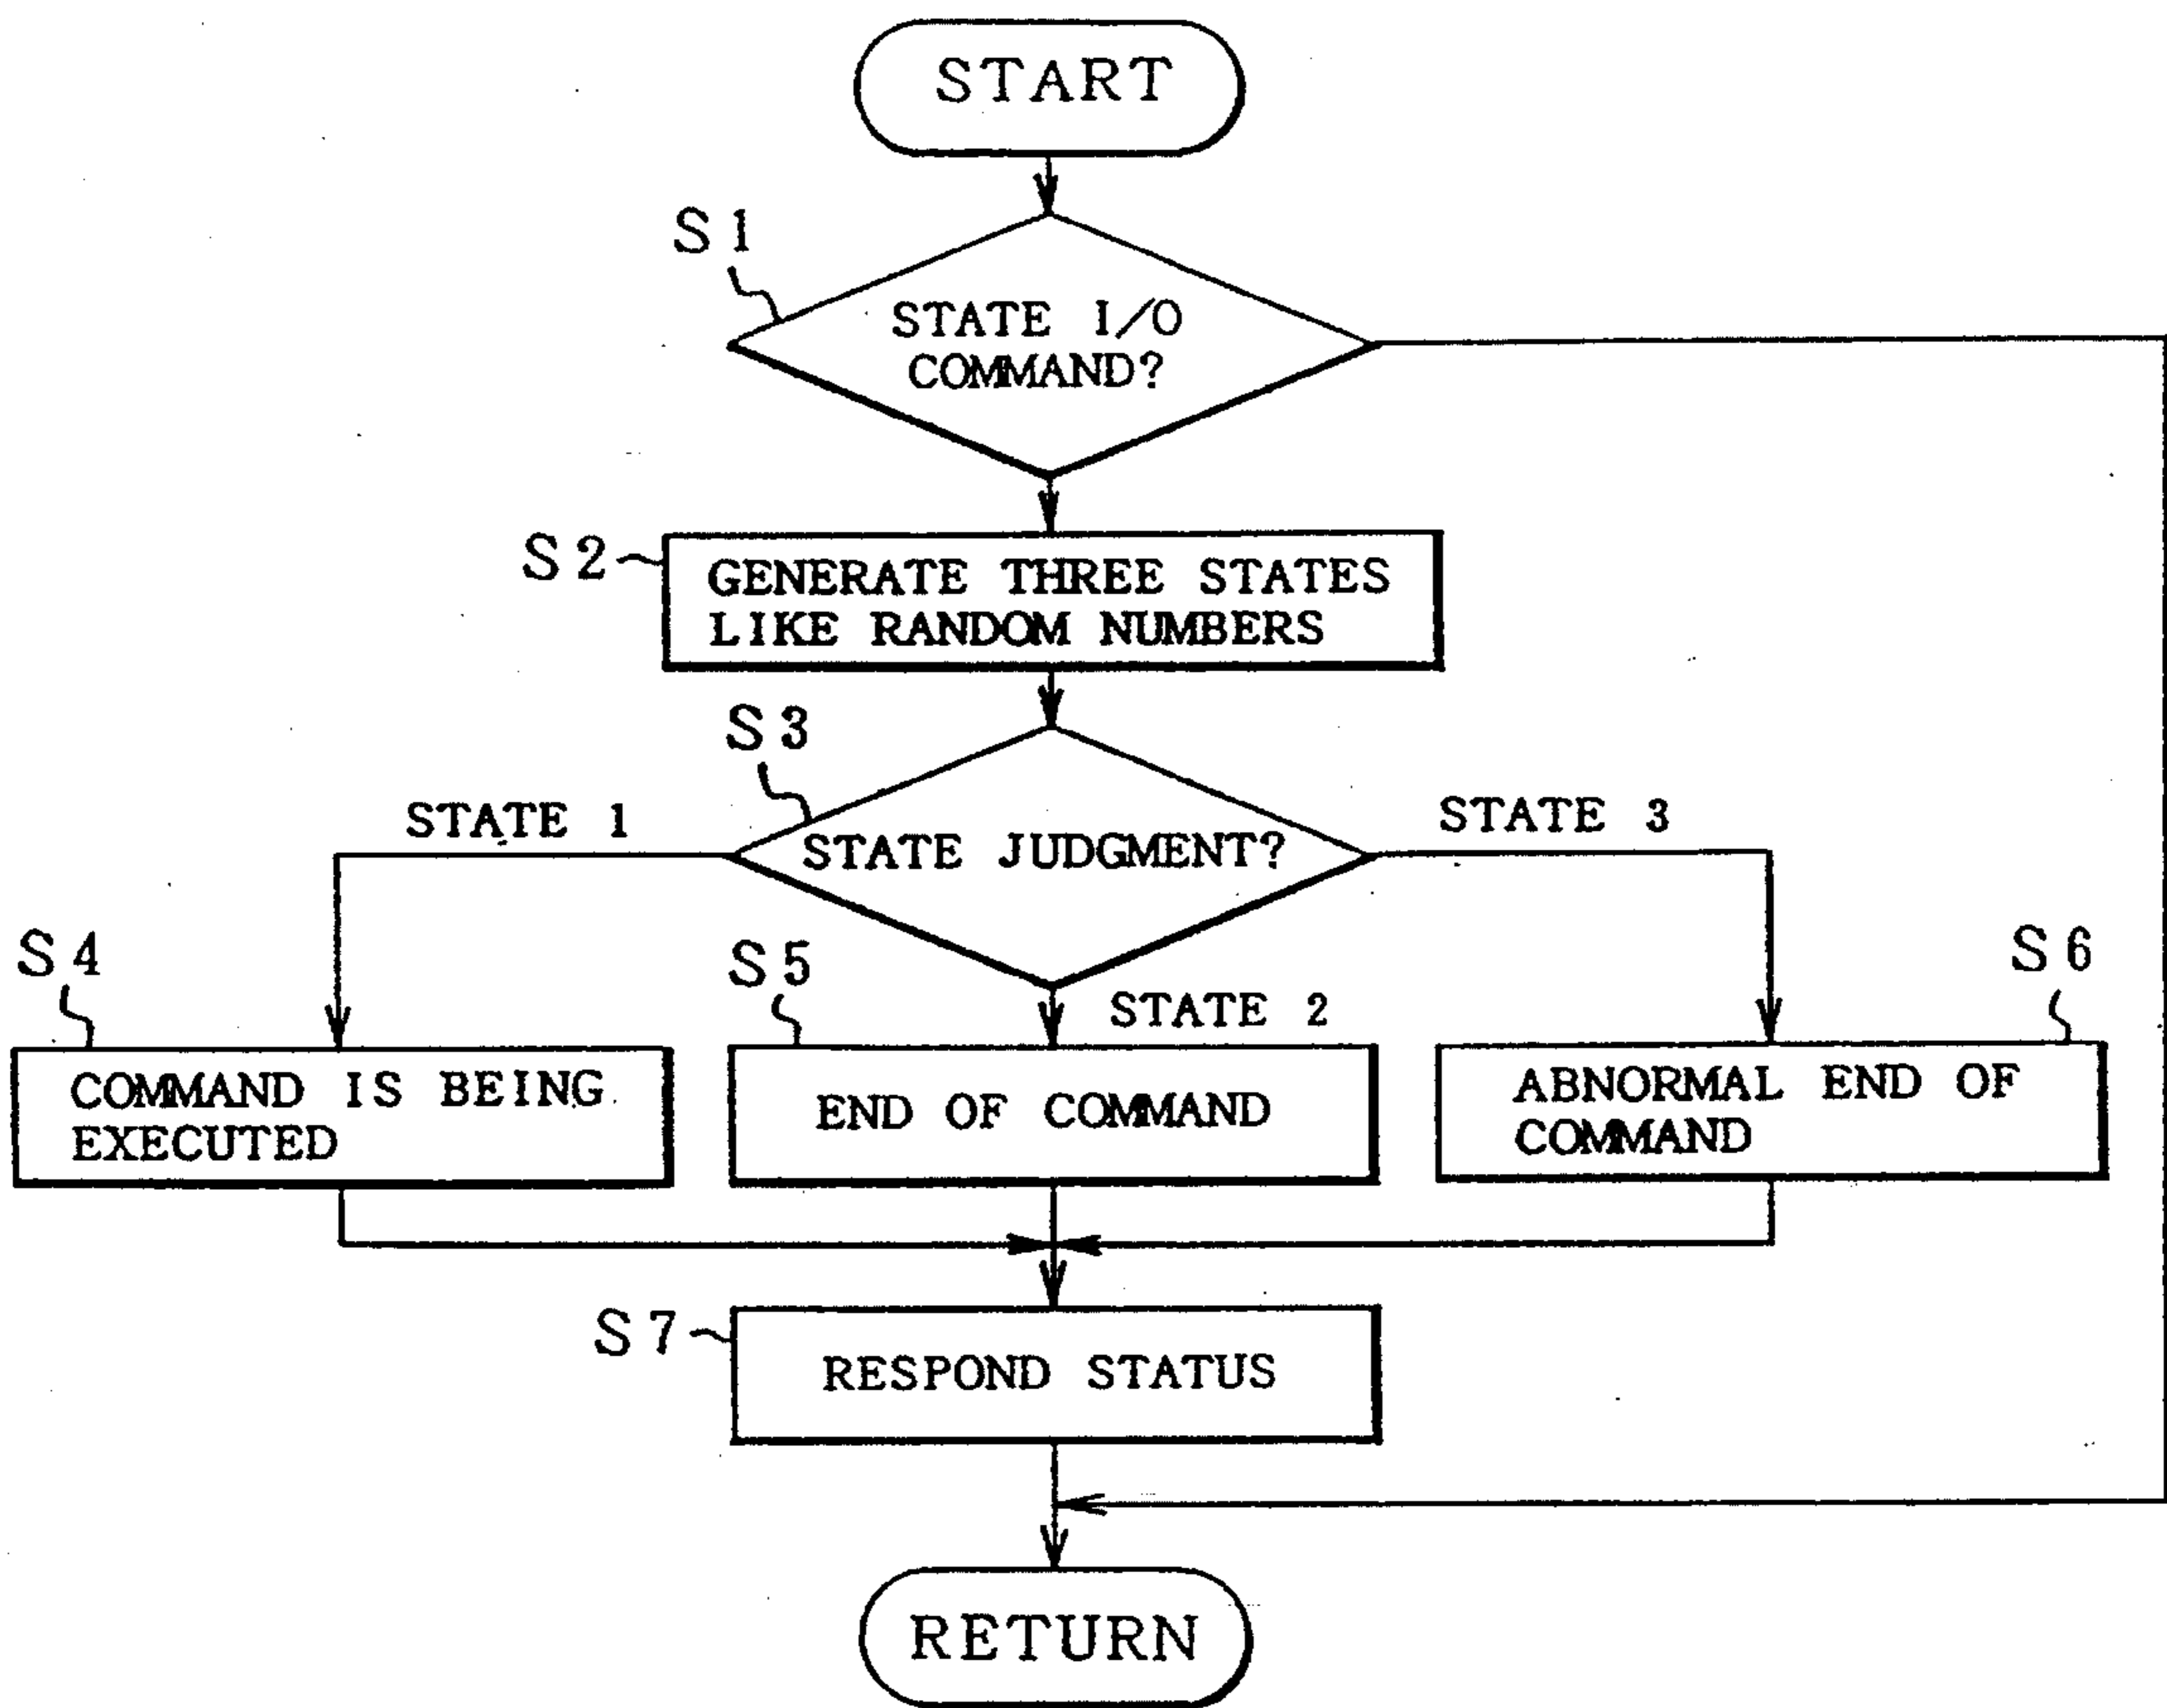 START
S1
STATE I/O
COMMAND?
S2
GENERATE THREE STATES
LIKE RANDOM NUMBERS
S3
STATE JUDGMENT?
STATE 1
STATE 3
STATE 2
S4
COMMAND IS BEING
EXECUTED
S5
END OF COMMAND
S6
ABNORMAL END OF
COMMAND
S7
RESPOND STATUS
RETURN